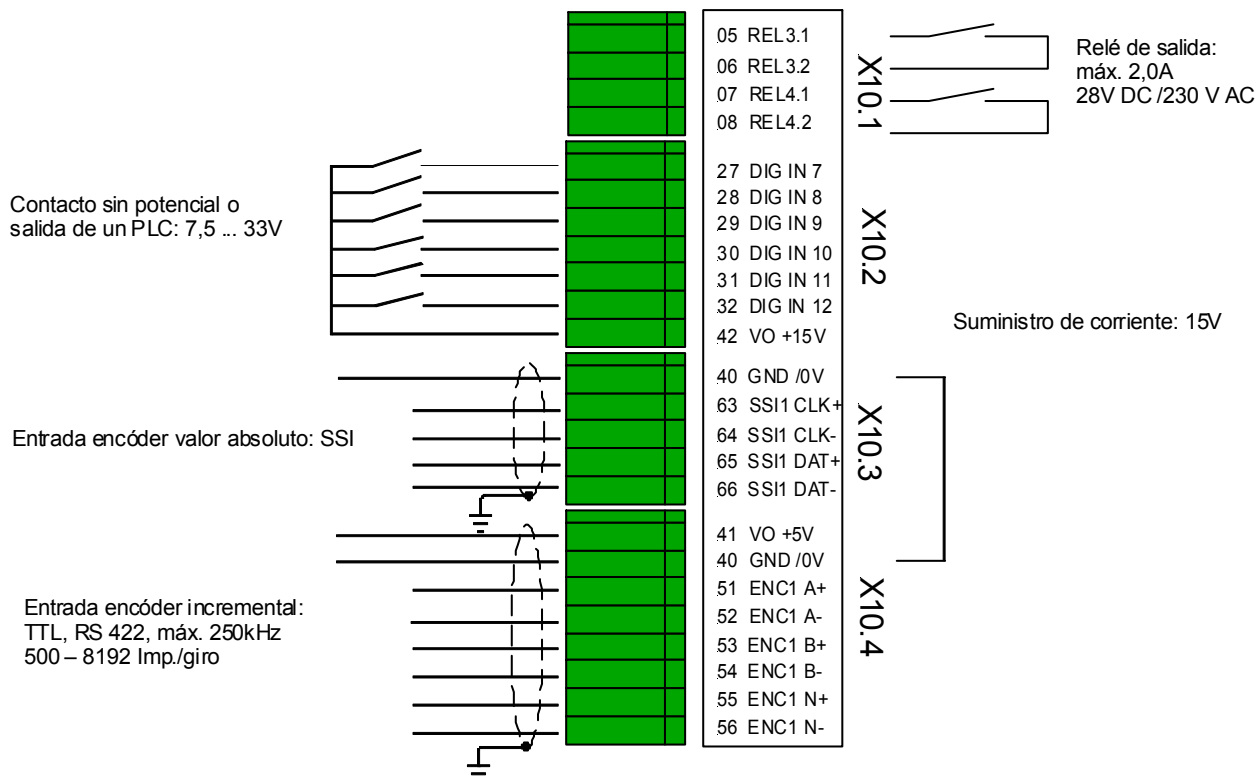 05 REL3.1
06 REL3.2
07 REL4.1
08 REL4.2
X10.1
Relé de salida:
máx. 2,0A
28V DC /230 V AC
Contacto sin potencial o
salida de un PLC: 7,5 ... 33V
27 DIG IN 7
28 DIG IN 8
29 DIG IN 9
30 DIG IN 10
31 DIG IN 11
32 DIG IN 12
42 VO +15V
X10.2
Suministro de corriente: 15V
Entrada encóder valor absoluto: SSI
40 GND /0V
63 SSI1 CLK+
64 SSI1 CLK-
65 SSI1 DAT+
66 SSI1 DAT-
X10.3
Entrada encóder incremental:
TTL, RS 422, máx. 250kHz
500 – 8192 Imp./giro
41 VO +5V
40 GND /0V
51 ENC1 A+
52 ENC1 A-
53 ENC1 B+
54 ENC1 B-
55 ENC1 N+
56 ENC1 N-
X10.4